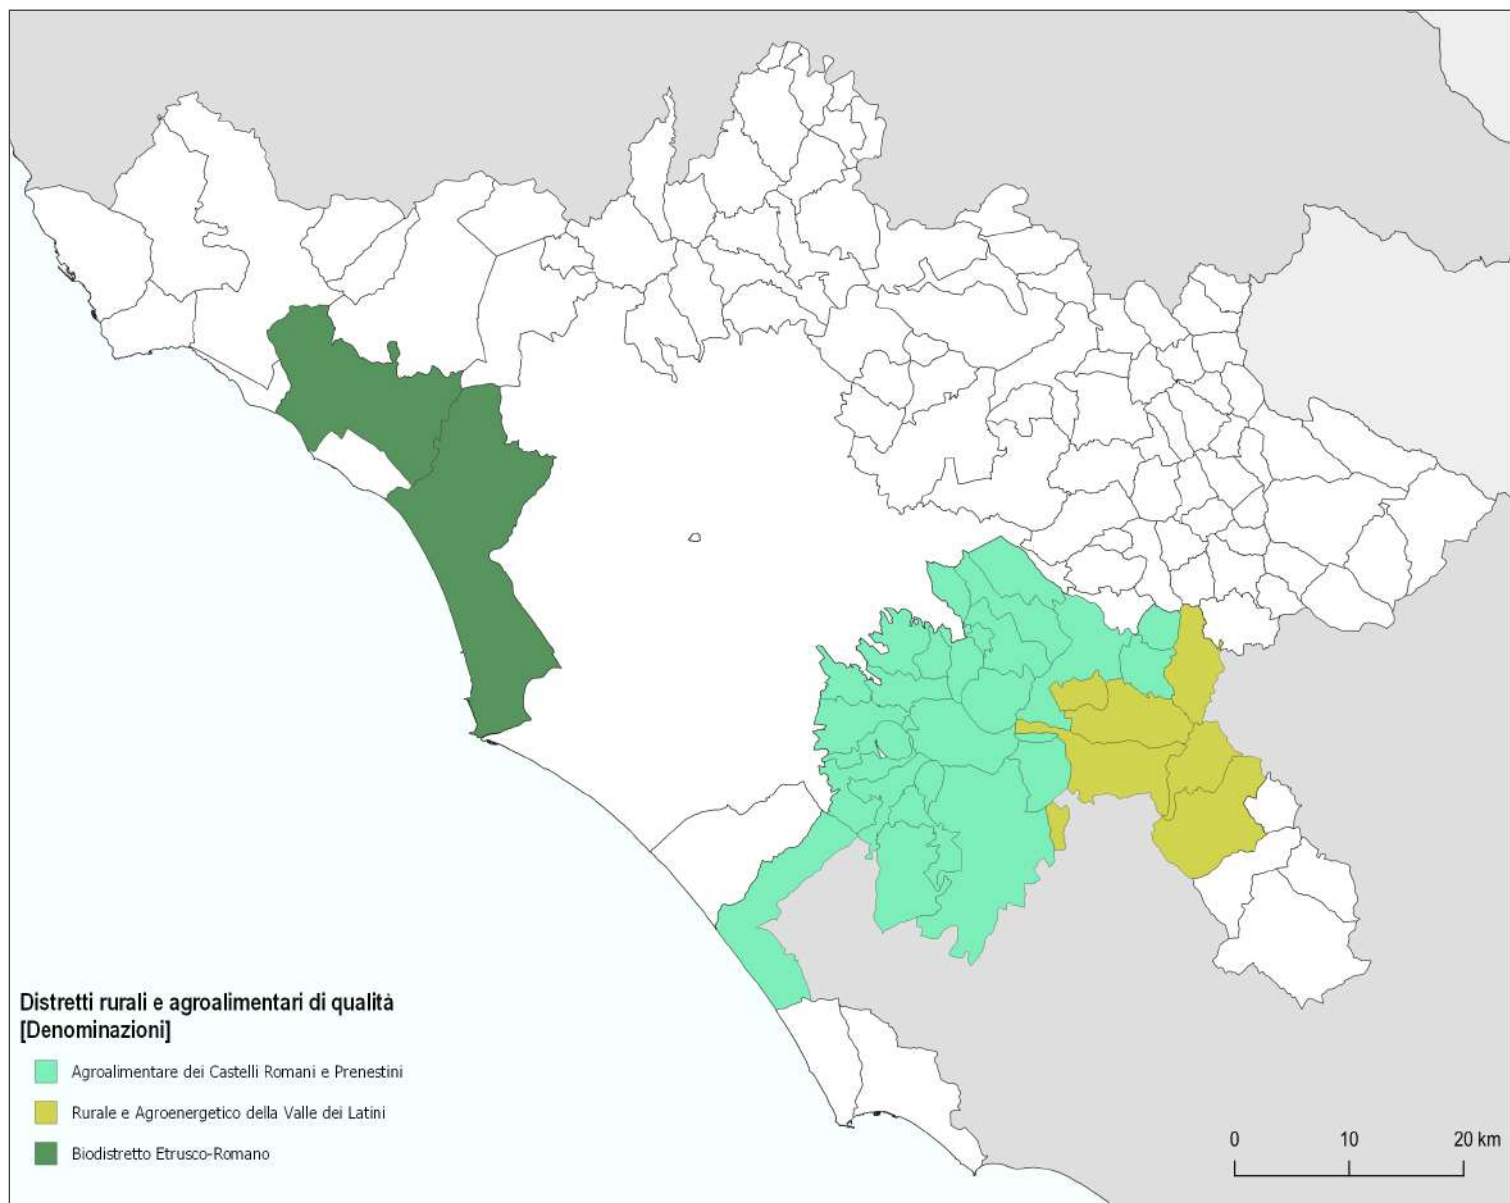 Distretti rurali e agroalimentari di qualità
[Denominazioni]
Agroalimentare dei Castelli Romani e Prenestini
Rurale e Agroenergetico della Valle dei Latini
Biodistretto Etrusco-Romano
0 10 20 km